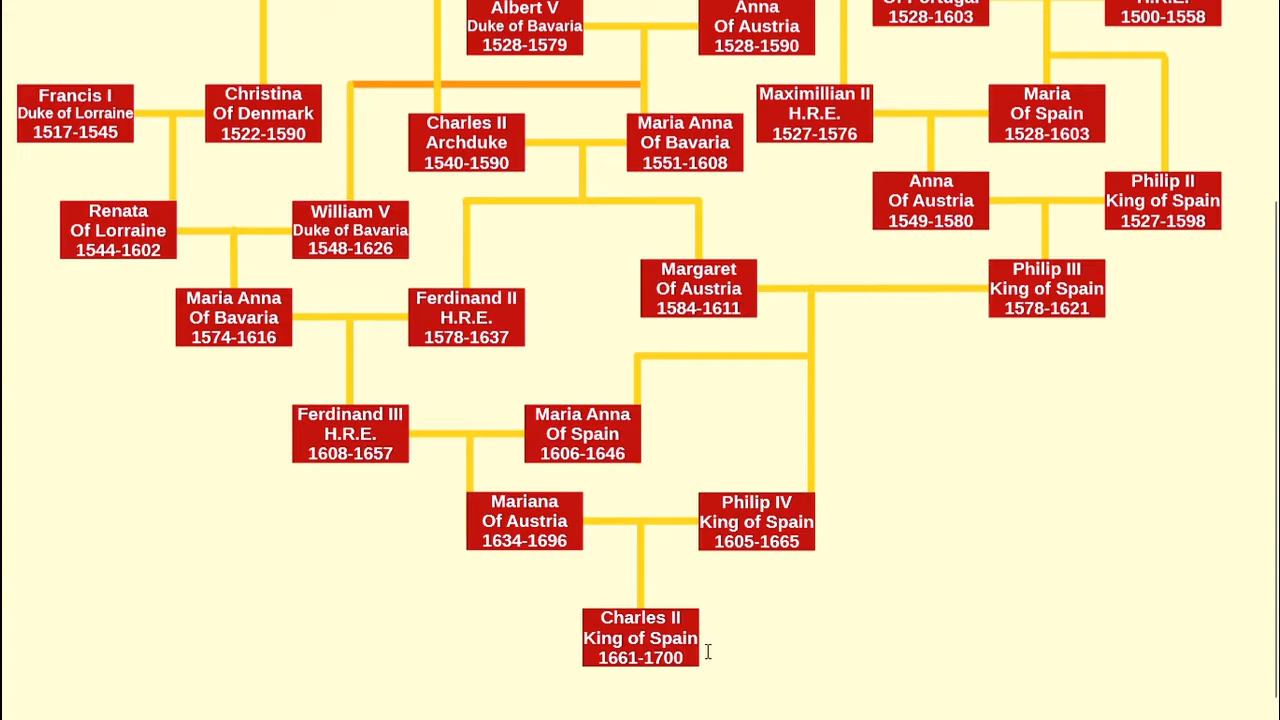 Albert V
Duke of Bavaria
1528-1579
Anna
Of Austria
1528-1590
Of Portugal
1528-1603
H.R.E.
1500-1558
Francis I
Duke of Lorraine
1517-1545
Christina
Of Denmark
1522-1590
Charles II
Archduke
1540-1590
Maria Anna
Of Bavaria
1551-1608
Maximillian II
H.R.E.
1527-1576
Maria
Of Spain
1528-1603
Renata
Of Lorraine
1544-1602
William V
Duke of Bavaria
1548-1626
Anna
Of Austria
1549-1580
Philip II
King of Spain
1527-1598
Maria Anna
Of Bavaria
1574-1616
Ferdinand II
H.R.E.
1578-1637
Margaret
Of Austria
1584-1611
Philip III
King of Spain
1578-1621
Ferdinand III
H.R.E.
1608-1657
Maria Anna
Of Spain
1606-1646
Mariana
Of Austria
1634-1696
Philip IV
King of Spain
1605-1665
Charles II
King of Spain
1661-1700